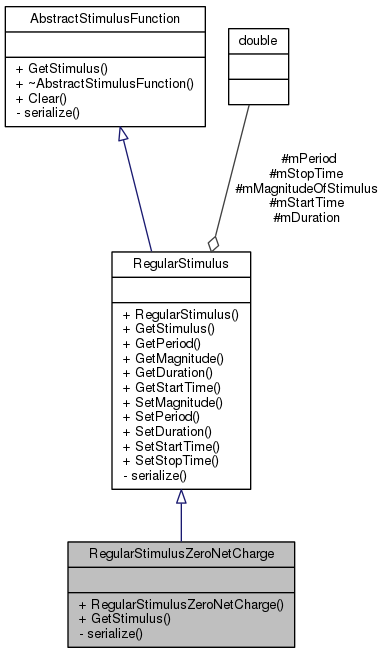 AbstractStimulusFunction
+ GetStimulus()
+ ~AbstractStimulusFunction()
+ Clear()
- serialize()
double
#mPeriod
#mStopTime
#mMagnitudeOfStimulus
#mStartTime
#mDuration
RegularStimulus
+ RegularStimulus()
+ GetStimulus()
+ GetPeriod()
+ GetMagnitude()
+ GetDuration()
+ GetStartTime()
+ SetMagnitude()
+ SetPeriod()
+ SetDuration()
+ SetStartTime()
+ SetStopTime()
- serialize()
RegularStimulusZeroNetCharge
+ RegularStimulusZeroNetCharge()
+ GetStimulus()
- serialize()